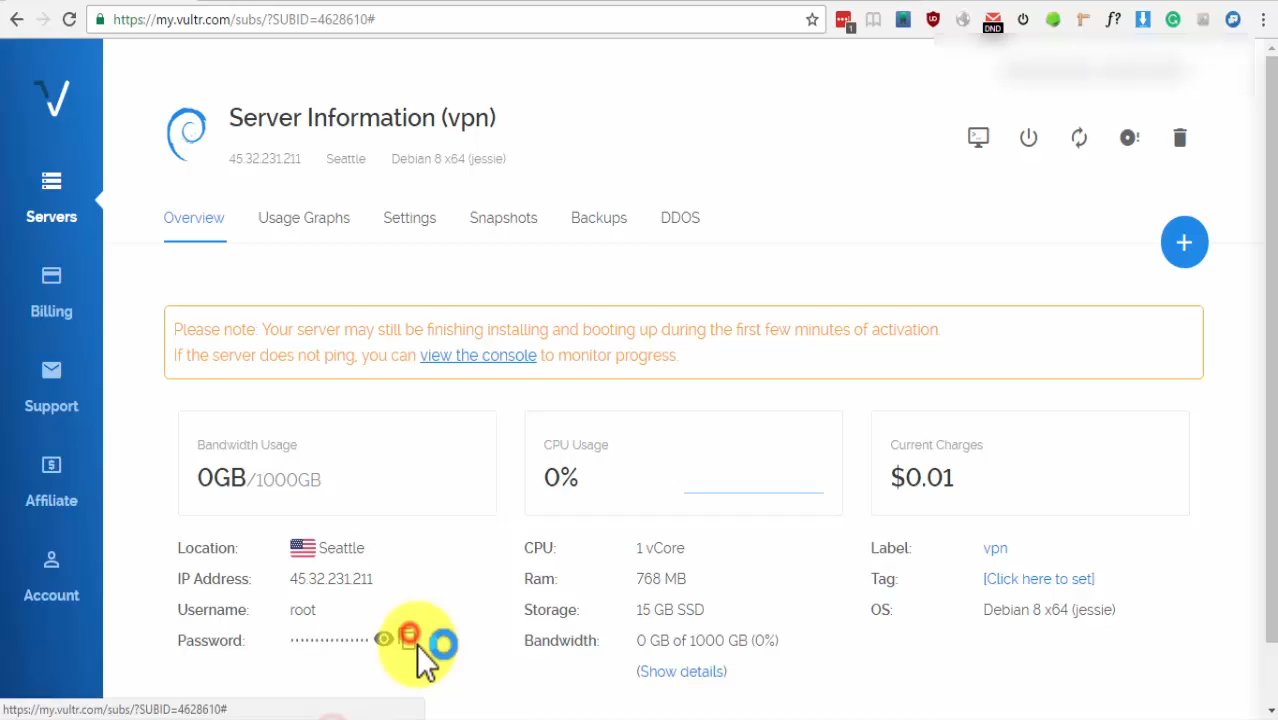 https://my.vultr.com/subs/?SUBID=4628610#
1
f?
DND
Server Information (vpn)
45.32.231.211 Seattle Debian 8 x64 (jessie)
Servers
Overview Usage Graphs Settings Snapshots Backups DDOS
+
Billing
Please note: Your server may still be finishing installing and booting up during the first few minutes of activation.
If the server does not ping, you can view the console to monitor progress.
Support
Bandwidth Usage
0GB/1000GB
CPU Usage
0%
Current Charges
$0.01
Affiliate
Location: Seattle
IP Address: 45.32.231.211
Username: root
Password: ················
CPU: 1 vCore
Ram: 768 MB
Storage: 15 GB SSD
Bandwidth: 0 GB of 1000 GB (0%)
(Show details)
Label: vpn
Tag: [Click here to set]
OS: Debian 8 x64 (jessie)
Account
https://my.vultr.com/subs/?SUBID=4628610#